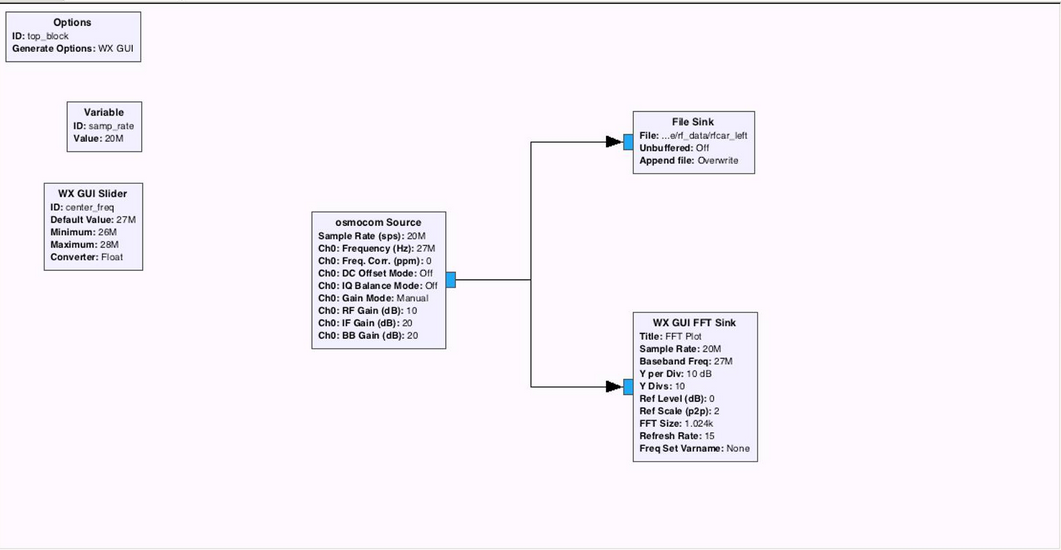 Options
ID: top_block
Generate Options: WX GUI
Variable
ID: samp_rate
Value: 20M
WX GUI Slider
ID: center_freq
Default Value: 27M
Minimum: 26M
Maximum: 28M
Converter: Float
osmocom Source
Sample Rate (sps): 20M
Ch0: Frequency (Hz): 27M
Ch0: Freq. Corr. (ppm): 0
Ch0: DC Offset Mode: Off
Ch0: IQ Balance Mode: Off
Ch0: Gain Mode: Manual
Ch0: RF Gain (dB): 10
Ch0: IF Gain (dB): 20
Ch0: BB Gain (dB): 20
File Sink
File: ...e/rf_data/rfcar_left
Unbuffered: Off
Append file: Overwrite
WX GUI FFT Sink
Title: FFT Plot
Sample Rate: 20M
Baseband Freq: 27M
Y per Div: 10 dB
Y Divs: 10
Ref Level (dB): 0
Ref Scale (p2p): 2
FFT Size: 1.024k
Refresh Rate: 15
Freq Set Varname: None